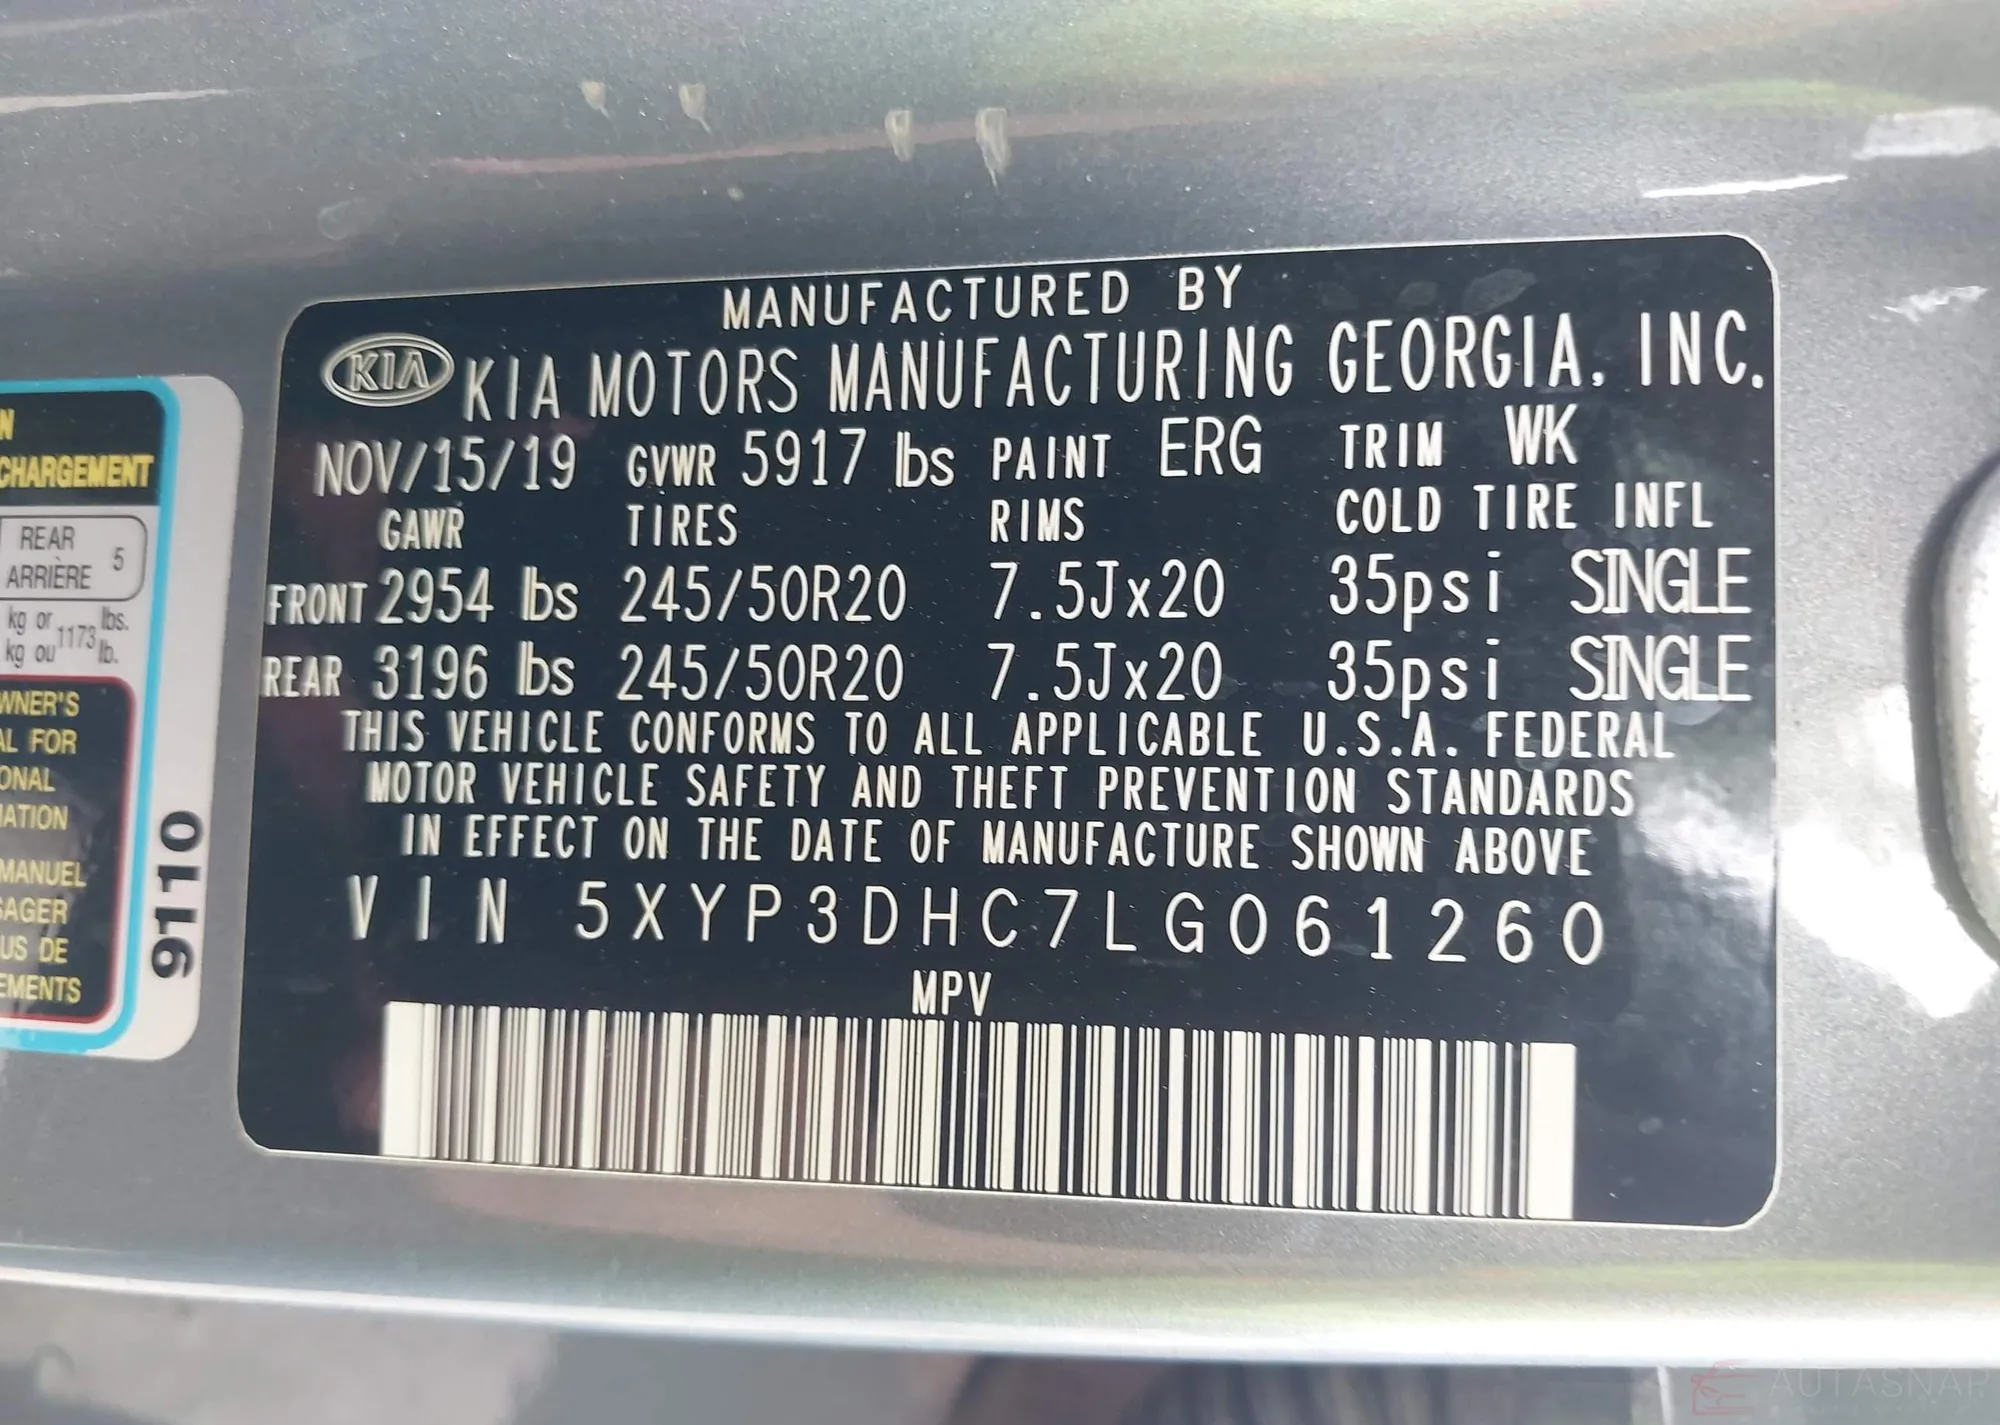 MANUFACTURED BY
KIA KIA MOTORS MANUFACTURING GEORGIA, INC.
NOV/15/19 GVWR 5917 lbs PAINT ERG TRIM WK
GAWR TIRES RIMS COLD TIRE INFL
FRONT 2954 lbs 245/50R20 7.5Jx20 35psi SINGLE
REAR 3196 lbs 245/50R20 7.5Jx20 35psi SINGLE
THIS VEHICLE CONFORMS TO ALL APPLICABLE U.S.A. FEDERAL
MOTOR VEHICLE SAFETY AND THEFT PREVENTION STANDARDS
IN EFFECT ON THE DATE OF MANUFACTURE SHOWN ABOVE
VIN 5XYP3DHC7LG061260
MPV
CHARGEMENT
REAR
ARRIÈRE 5
kg or 1173 lbs.
kg ou lb.
WNER'S
AL FOR
ONAL
MATION
MANUEL
SAGER
US DE
EMENTS
9110
AUTASNAP